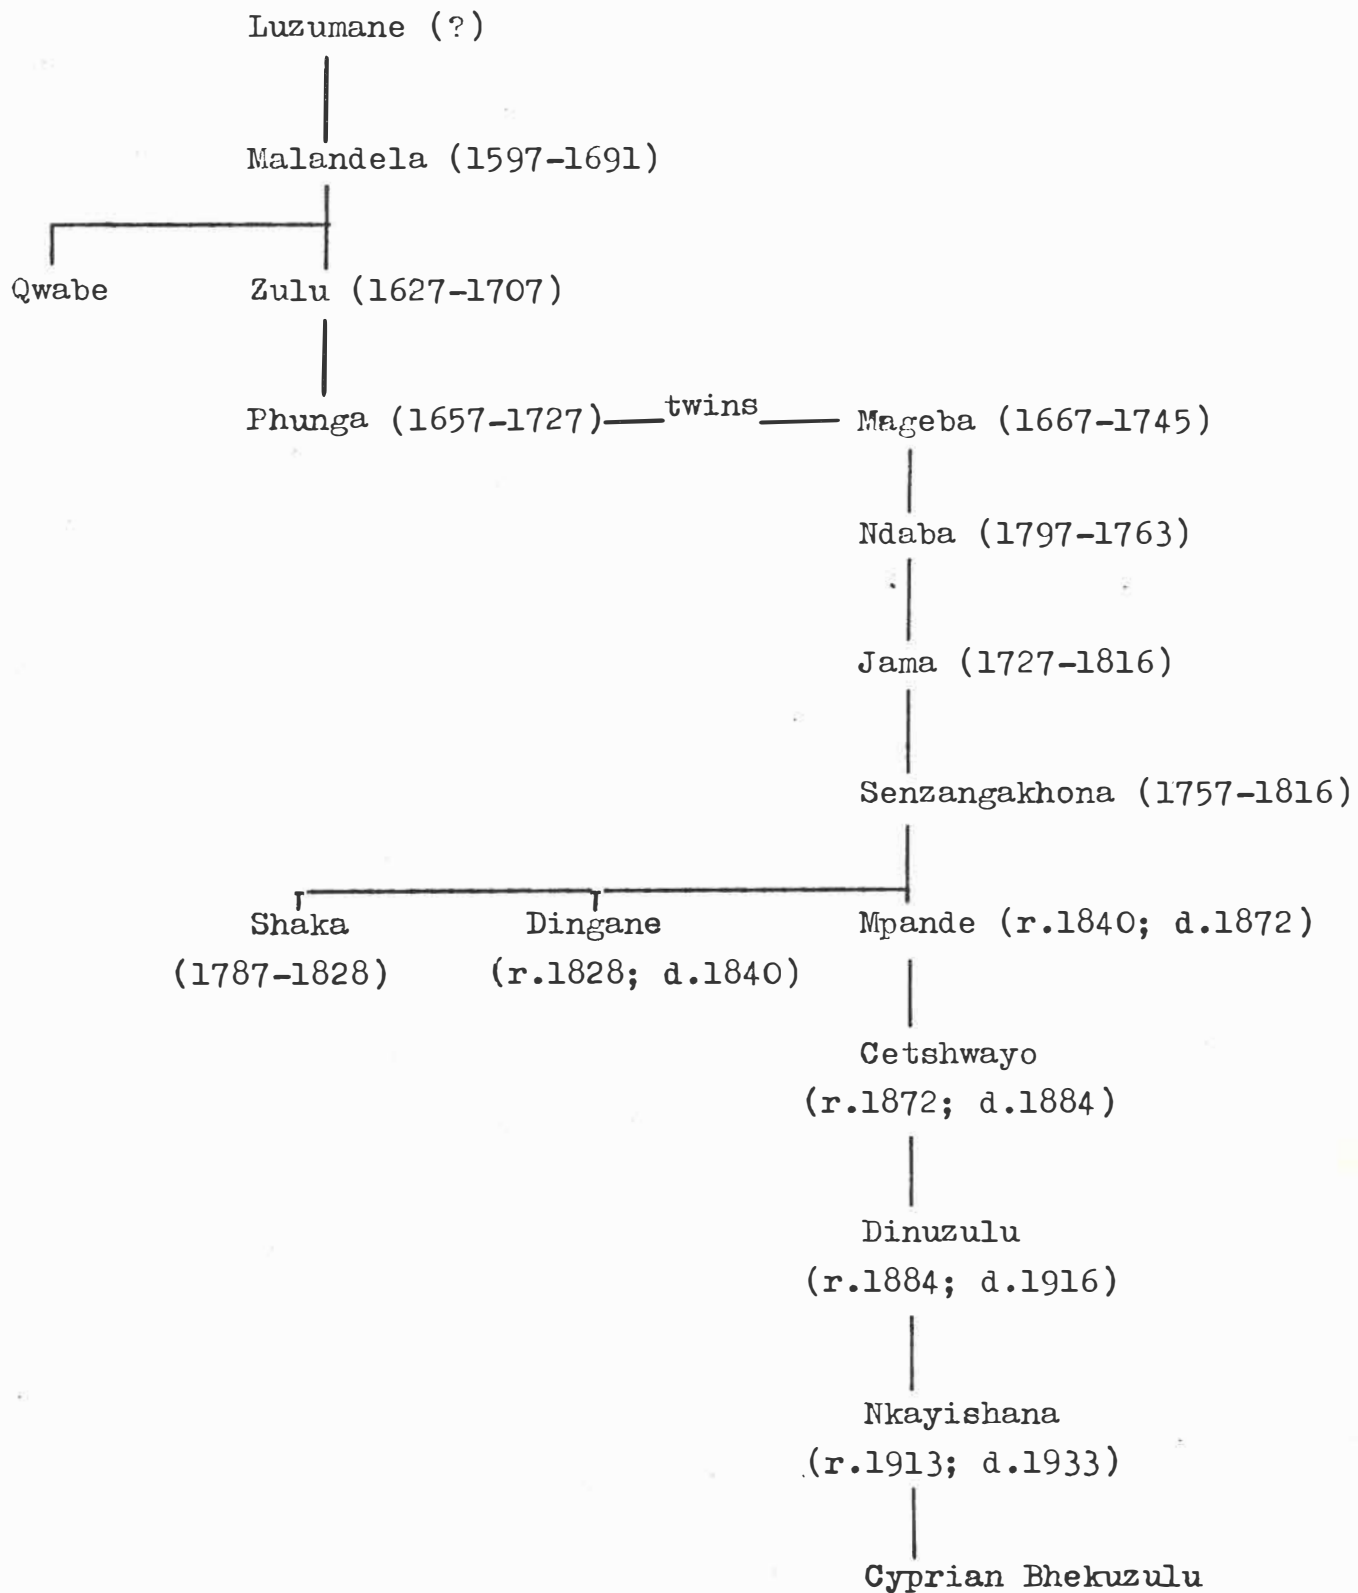 Luzumane (?)
Malandela (1597-1691)
Qwabe Zulu (1627-1707)
Phunga (1657-1727) twins Mageba (1667-1745)
Ndaba (1797-1763)
Jama (1727-1816)
Senzangakhona (1757-1816)
Shaka Dingane Mpande (r.1840; d.1872)
(1787-1828) (r.1828; d.1840)
Cetshwayo
(r.1872; d.1884)
Dinuzulu
(r.1884; d.1916)
Nkayishana
(r.1913; d.1933)
Cyprian Bhekuzulu